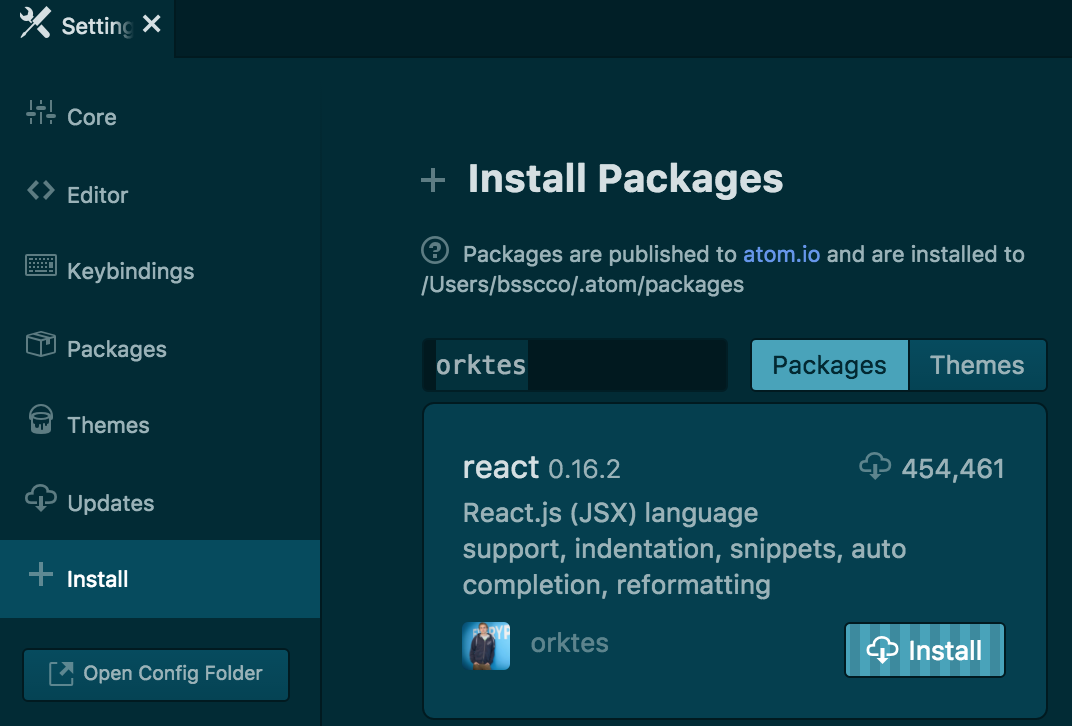 Setting
Core
Editor
Keybindings
Packages
Themes
Updates
Install
Open Config Folder
Install Packages
Packages are published to atom.io and are installed to
/Users/bsscco/.atom/packages
orktes
Packages Themes
react 0.16.2 454,461
React.js (JSX) language
support, indentation, snippets, auto
completion, reformatting
orktes
Install